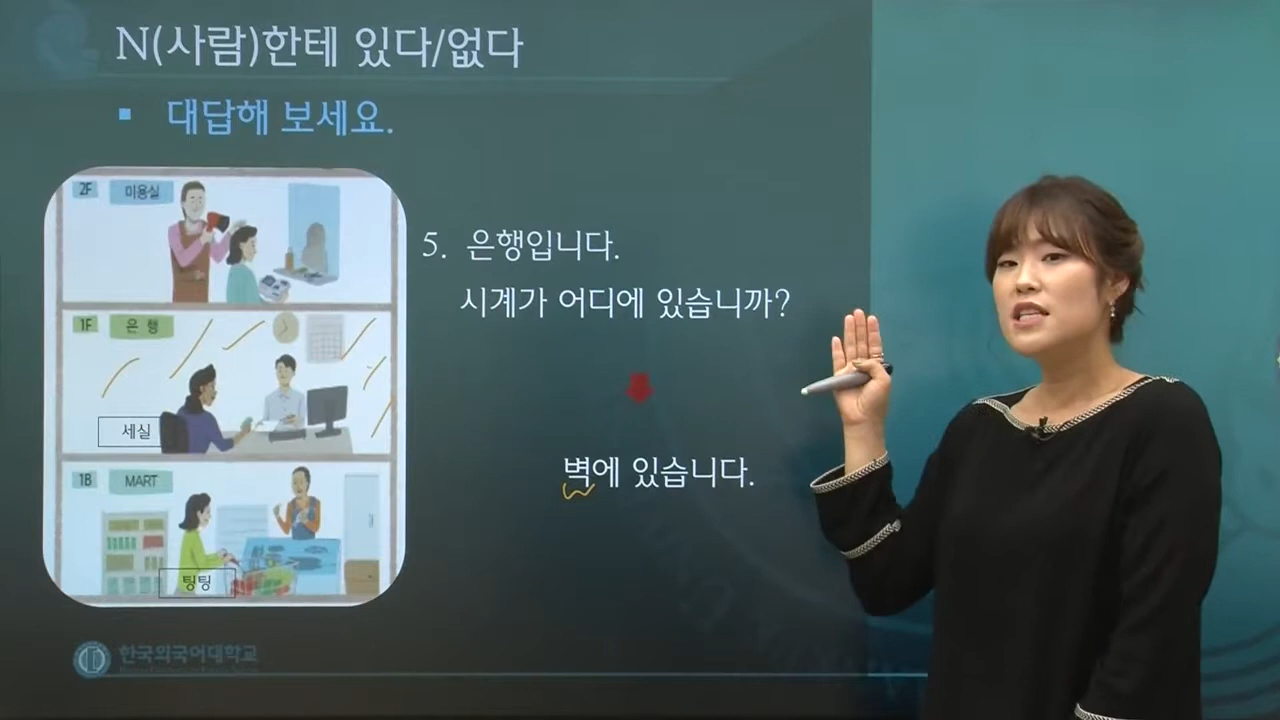 N(사람)한테 있다/없다
▪ 대답해 보세요.
2F 미용실
1F 은행
세실
1B MART
팅팅
5. 은행입니다.
시계가 어디에 있습니까?
벽에 있습니다.
한국외국어대학교